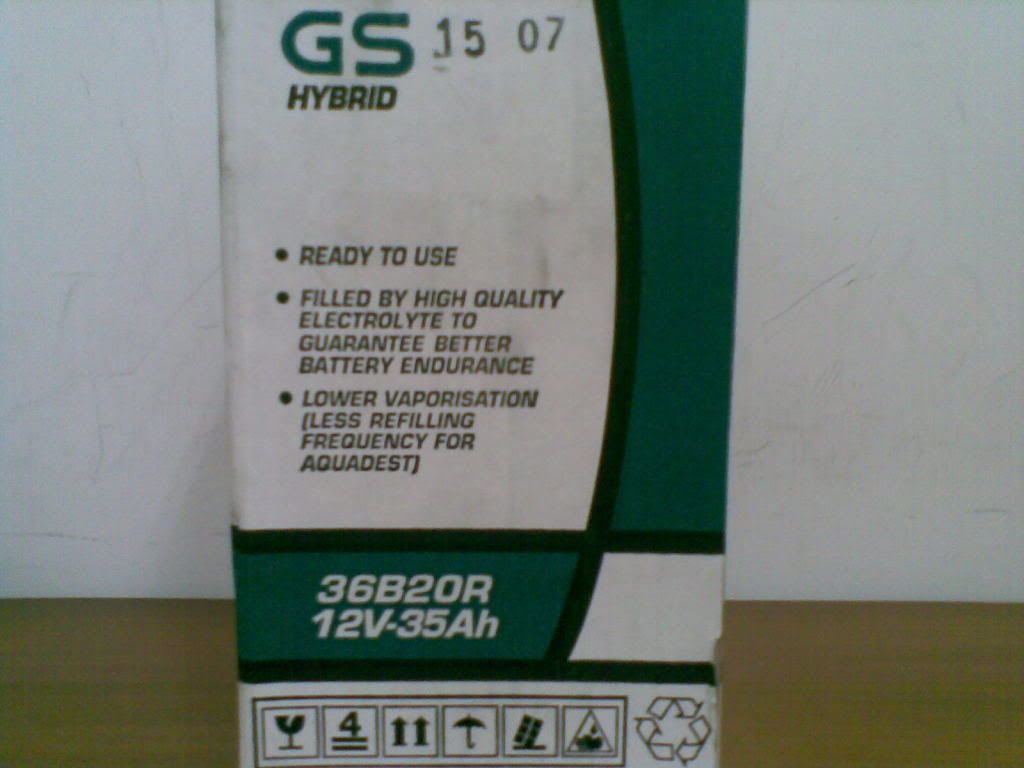 GS 15 07
HYBRID
• READY TO USE
• FILLED BY HIGH QUALITY
ELECTROLYTE TO
GUARANTEE BETTER
BATTERY ENDURANCE
• LOWER VAPORISATION
(LESS REFILLING
FREQUENCY FOR
AQUADEST)
36B20R
12V-35Ah
4